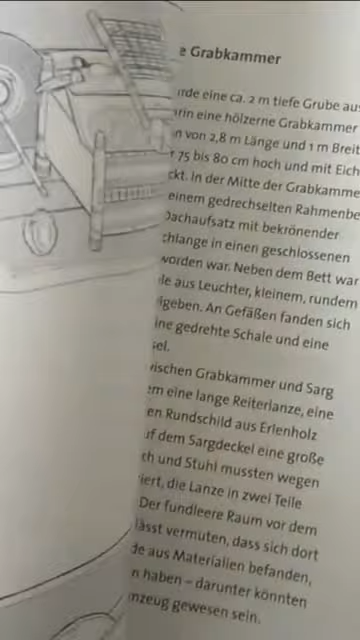 e Grabkammer
rde eine ca. 2 m tiefe Grube aus
rin eine hölzerne Grabkammer
n von 2,8 m Länge und 1 m Breit
75 bis 80 cm hoch und mit Eich
ckt. In der Mitte der Grabkamme
einem gedrechselten Rahmenbe
Dachaufsatz mit bekrönender
chlange in einen geschlossenen
worden war. Neben dem Bett war
le aus Leuchter, kleinem, rundem
igeben. An Gefäßen fanden sich
ine gedrehte Schale und eine
sel.
ischen Grabkammer und Sarg
em eine lange Reiterlanze, eine
en Rundschild aus Erlenholz
uf dem Sargdeckel eine große
ch und Stuhl mussten wegen
iert, die Lanze in zwei Teile
Der fundleere Raum vor dem
lässt vermuten, dass sich dort
de aus Materialien befanden,
n haben – darunter könnten
nzeug gewesen sein.